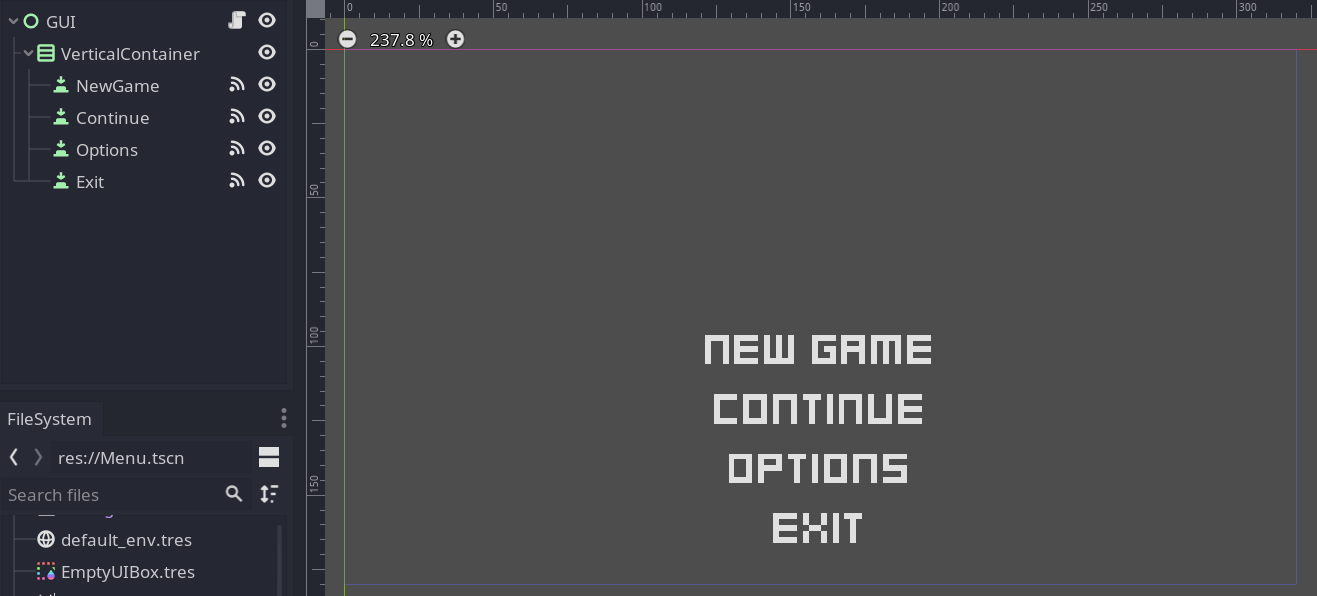 GUI
VerticalContainer
NewGame
Continue
Options
Exit
FileSystem
res://Menu.tscn
Search files
default_env.tres
EmptyUIBox.tres
0 50 100 150 200 250 300
0
50
100
150
237.8 %
NEW GAME
CONTINUE
OPTIONS
EXIT